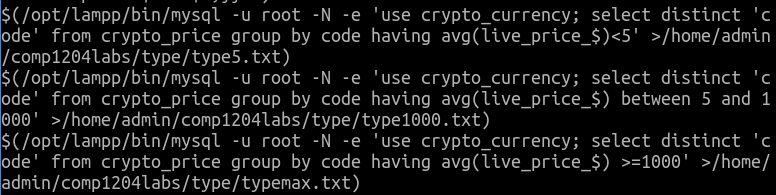 $(/opt/lampp/bin/mysql -u root -N -e 'use crypto_currency; select distinct 'c
ode' from crypto_price group by code having avg(live_price_$)<5' >/home/admin
/comp1204labs/type/type5.txt)
$(/opt/lampp/bin/mysql -u root -N -e 'use crypto_currency; select distinct 'c
ode' from crypto_price group by code having avg(live_price_$) between 5 and 1
000' >/home/admin/comp1204labs/type/type1000.txt)
$(/opt/lampp/bin/mysql -u root -N -e 'use crypto_currency; select distinct 'c
ode' from crypto_price group by code having avg(live_price_$) >=1000' >/home/
admin/comp1204labs/type/typemax.txt)